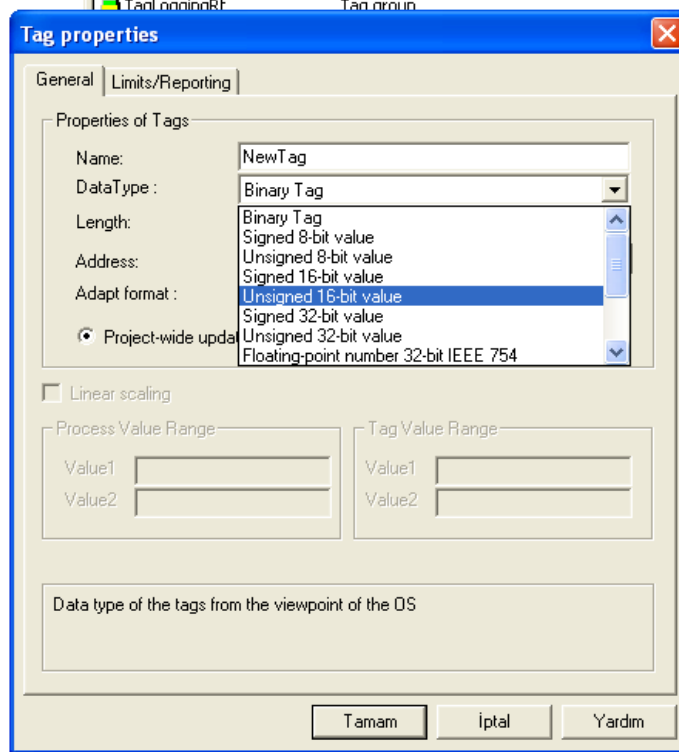 TagLoggingRt Tag group
Tag properties
General Limits/Reporting
Properties of Tags
Name: NewTag
DataType : Binary Tag
Length:
Binary Tag
Signed 8-bit value
Unsigned 8-bit value
Address:
Signed 16-bit value
Adapt format :
Unsigned 16-bit value
Signed 32-bit value
Project-wide updat
Unsigned 32-bit value
Floating-point number 32-bit IEEE 754
Linear scaling
Process Value Range Tag Value Range
Value1 Value1
Value2 Value2
Data type of the tags from the viewpoint of the OS
Tamam İptal Yardım